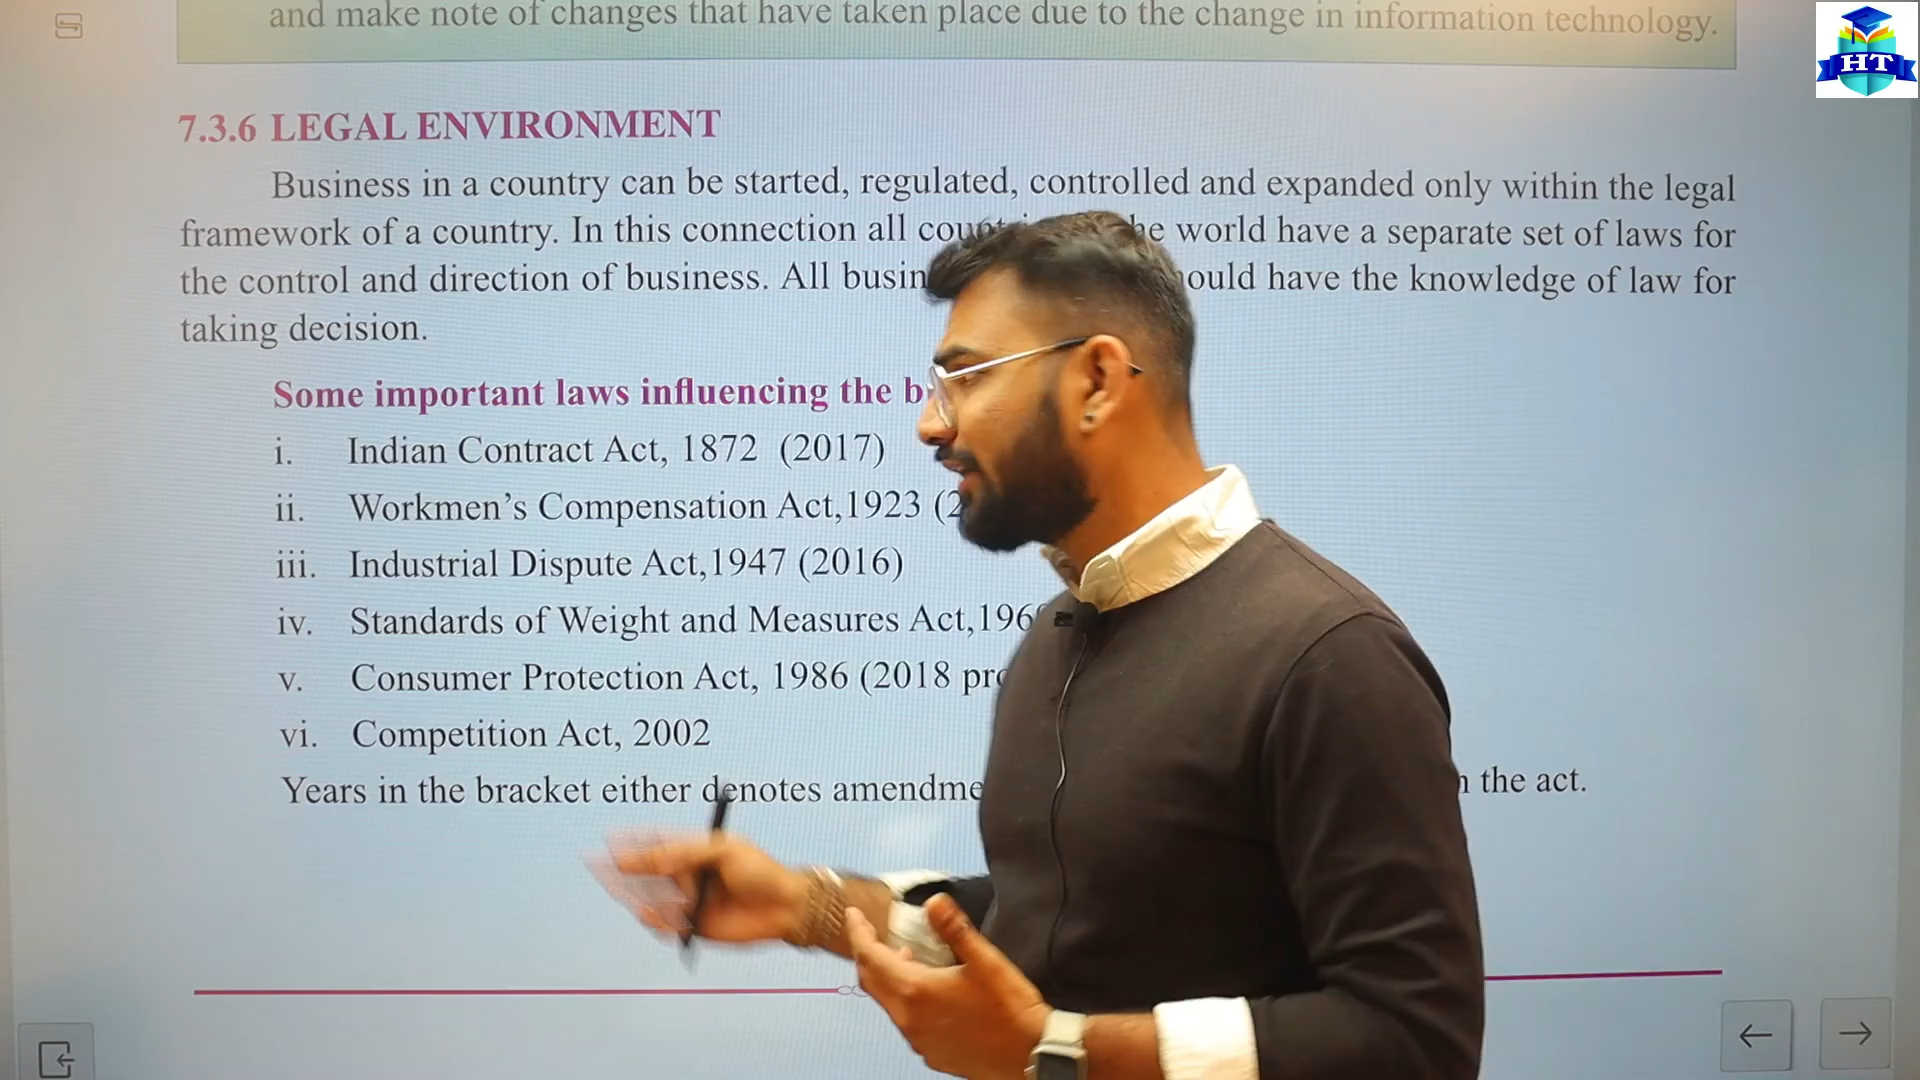 and make note of changes that have taken place due to the change in information technology.
HT
7.3.6 LEGAL ENVIRONMENT
Business in a country can be started, regulated, controlled and expanded only within the legal
framework of a country. In this connection all world have a separate set of laws for
the control and direction of business. All have the knowledge of law for
taking decision.
Some important laws influencing the
i. Indian Contract Act, 1872 (2017)
ii. Workmen’s Compensation Act,1923
iii. Industrial Dispute Act,1947 (2016)
iv. Standards of Weight and Measures Act,
v. Consumer Protection Act, 1986 (2018
vi. Competition Act, 2002
Years in the bracket either denotes the act.